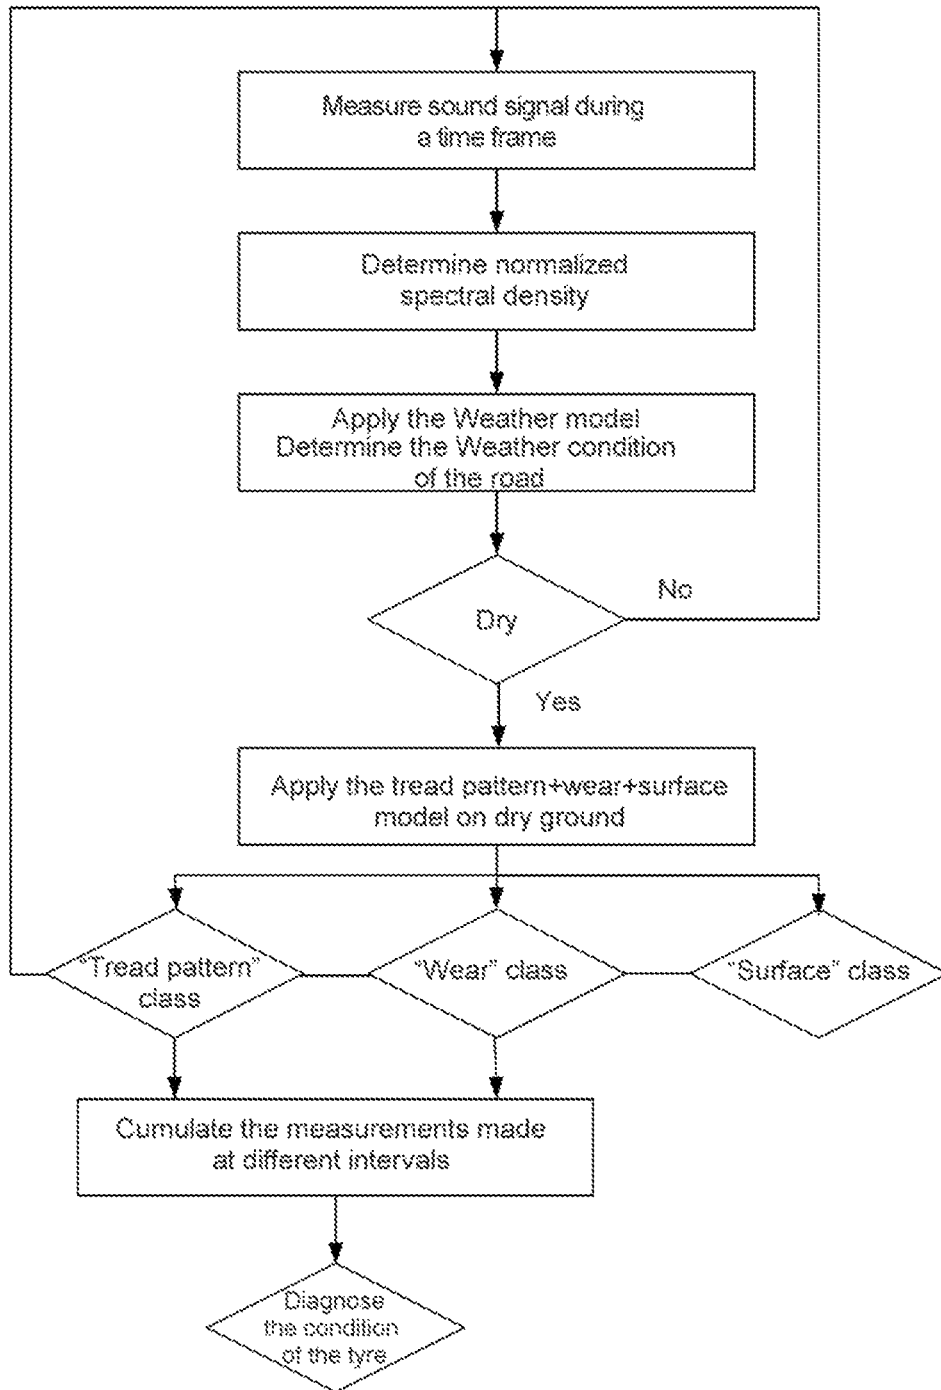 Measure sound signal during
a time frame
Determine normalized
spectral density
Apply the Weather model
Determine the Weather condition
of the road
Dry
No
Yes
Apply the tread pattern+wear+surface
model on dry ground
"Tread pattern"
class
"Wear" class
"Surface" class
Cumulate the measurements made
at different intervals
Diagnose
the condition
of the tyre